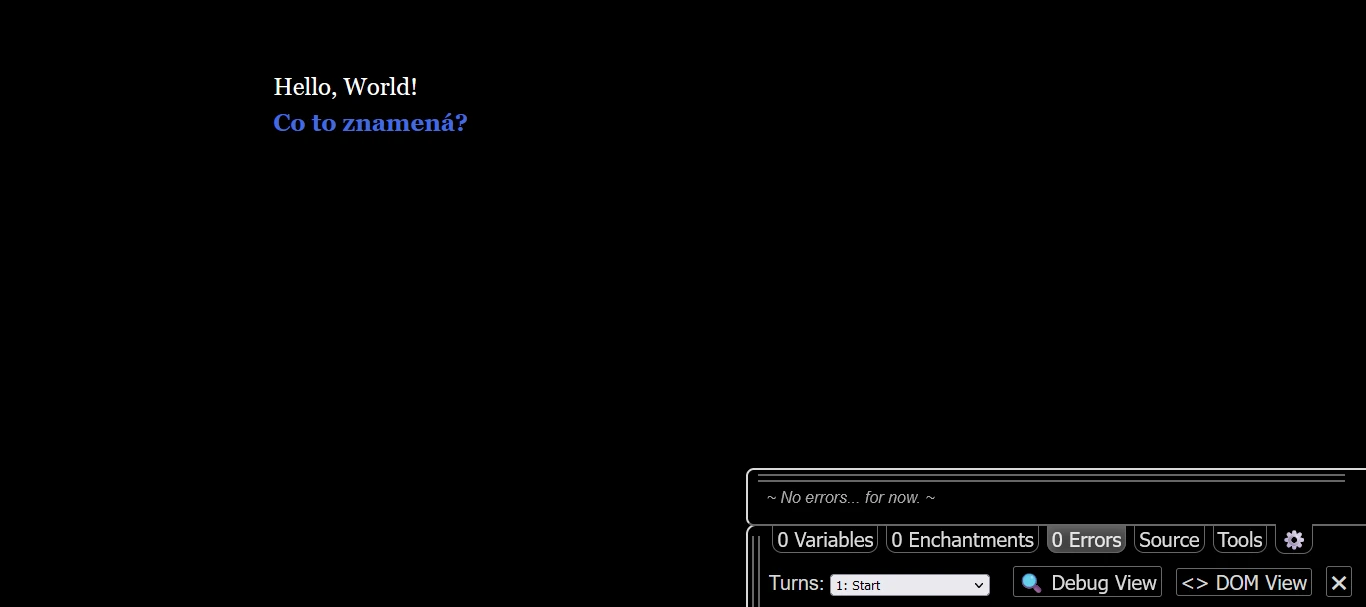 Hello, World!
Co to znamená?
~ No errors... for now. ~
0 Variables 0 Enchantments 0 Errors Source Tools
Turns: 1: Start Debug View <> DOM View ✕